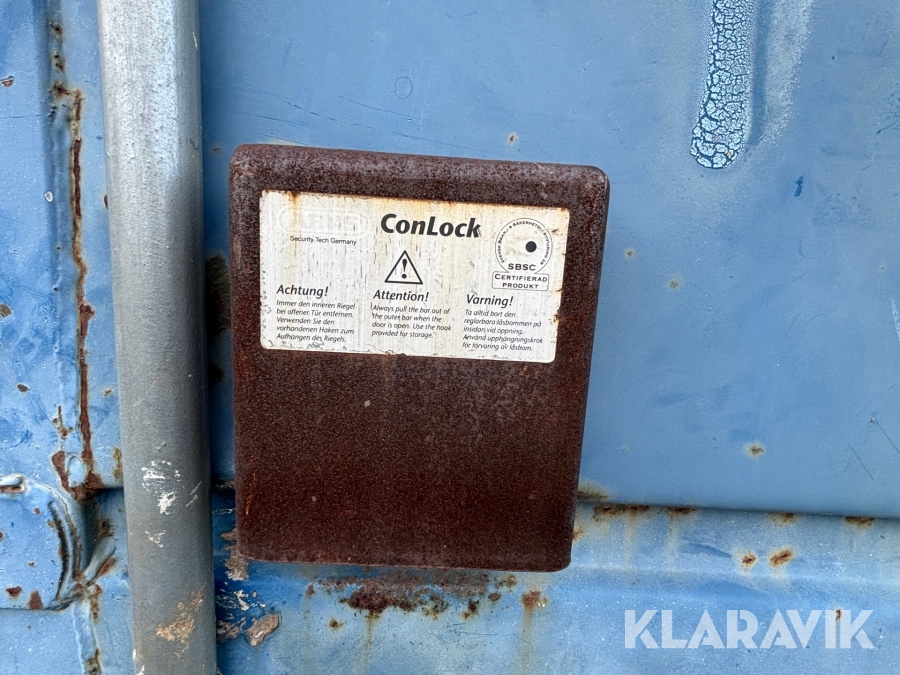 ConLock
Security Tech Germany
SBSC
CERTIFIERAD
PRODUKT
Achtung!
Immer den inneren Riegel
bei offener Tür entfernen.
Verwenden Sie den
vorhandenen Haken zum
Aufhängen des Riegels.
Attention!
Always pull the bar out of
the outer bar when the
door is open. Use the hook
provided for storage.
Varning!
Ta alltid bort den
reglarbara låsbommen på
insidan vid öppning.
Använd upphängningskrok
för förvaring av låsbom.
KLARAVIK